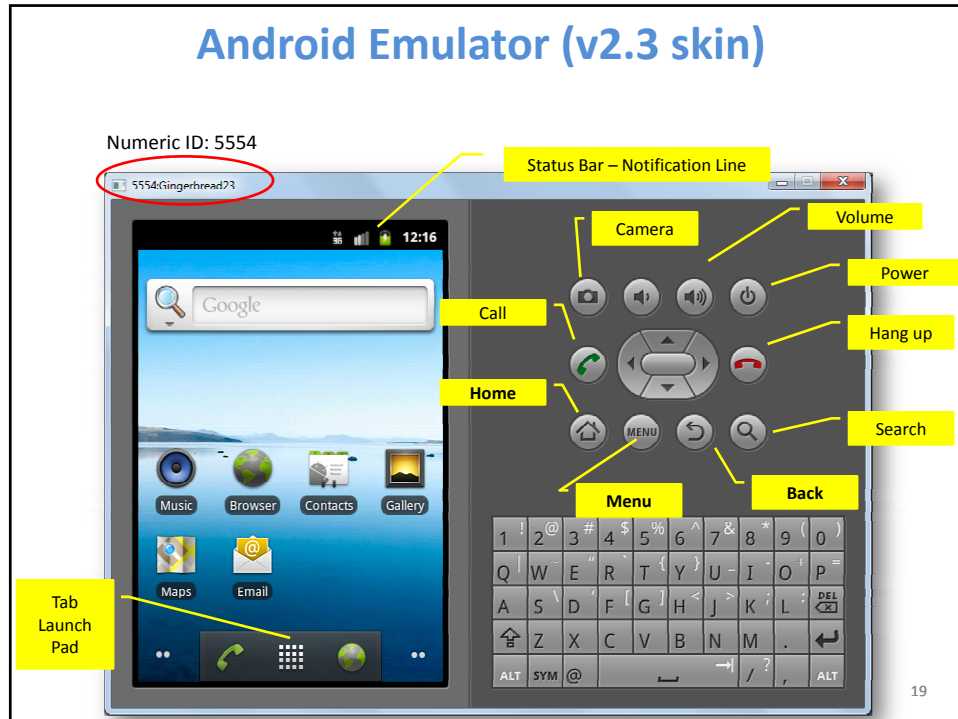 Android Emulator (v2.3 skin)
Numeric ID: 5554
Status Bar – Notification Line
5554:Gingerbread23
Camera
Volume
3G 12:16
Power
Google
Call
Hang up
Home
MENU
Search
Menu
Back
Music Browser Contacts Gallery
Maps Email
Tab
Launch
Pad
1 ! 2 @ 3 # 4 $ 5 % 6 ^ 7 & 8 * 9 ( 0 )
Q | W ~ E " R ` T { Y } U - I - O + P =
A S \ D ' F [ G ] H < J > K ; L : DEL
Z X C V B N M .
ALT SYM @ / ? , ALT
19